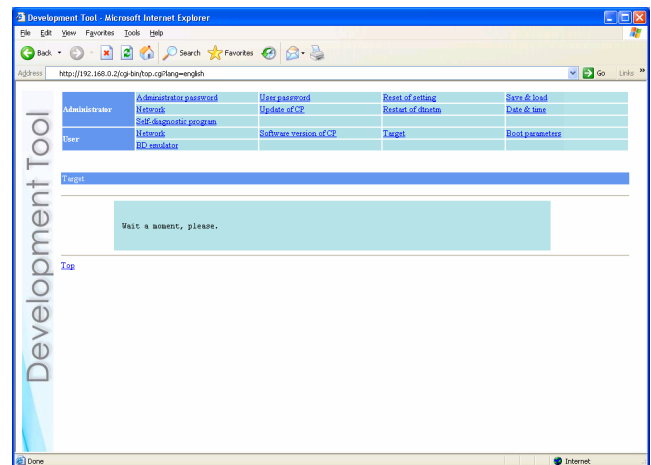 Development Tool - Microsoft Internet Explorer
File Edit View Favorites Tools Help
Back Search Favorites
Address http://192.168.0.2/cgi-bin/top.cgi?lang=english Go Links »
Development Tool
Administrater Administrator password User password Reset of setting Save & load
Network Update of CP Restart of dtnetm Date & time
Self-diagnostic program
User Network Software version of CP Target Boot parameters
BD emulator
Target
Wait a moment, please.
Top
Done Internet